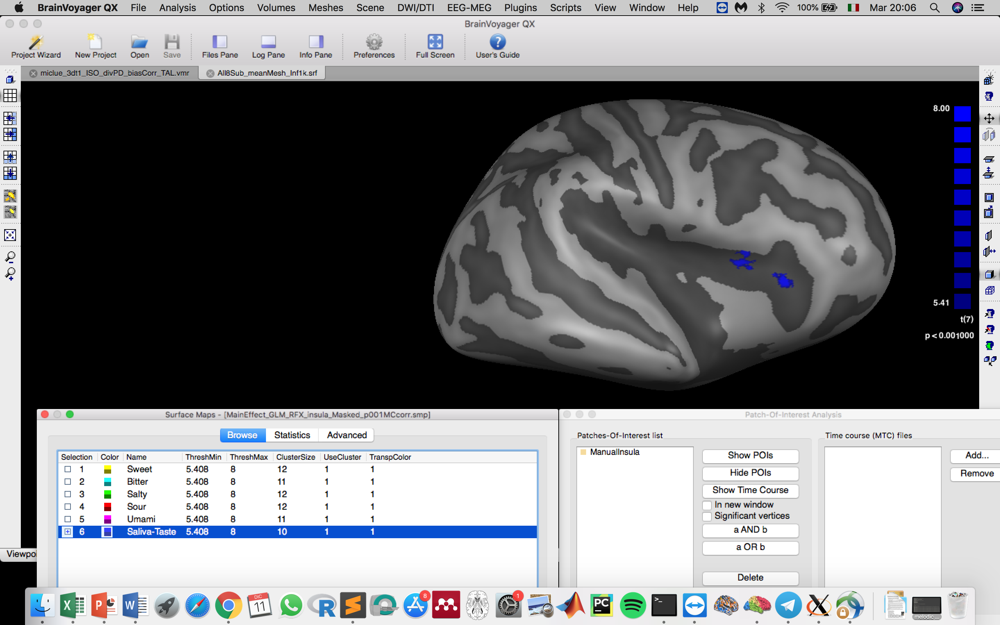 BrainVoyager QX File Analysis Options Volumes Meshes Scene DWI/DTI EEG-MEG Plugins Scripts View Window Help 100% Mar 20:06
BrainVoyager QX
Project Wizard New Project Open Save Files Pane Log Pane Info Pane Preferences Full Screen User's Guide
miclue_3dt1_ISO_divPD_biasCorr_TAL.vmr All8Sub_meanMesh_Inf1k.srf
8.00
5.41
t(7)
p < 0.001000
Surface Maps - [MainEffect_GLM_RFX_insula_Masked_p001MCcorr.smp]
Browse Statistics Advanced
Selection Color Name ThreshMin ThreshMax ClusterSize UseCluster TranspColor
1 Sweet 5.408 8 12 1 1
2 Bitter 5.408 8 11 1 1
3 Salty 5.408 8 12 1 1
4 Sour 5.408 8 12 1 1
5 Umami 5.408 8 11 1 1
6 Saliva-Taste 5.408 8 10 1 1
Viewpoi
Patch-Of-Interest Analysis
Patches-Of-Interest list
ManualInsula
Show POIs
Hide POIs
Show Time Course
In new window
Significant vertices
a AND b
a OR b
Delete
Time course (MTC) files
Add...
Remove
X P W DIC 11 R 8 1 PC >_ DOCX melodic ...